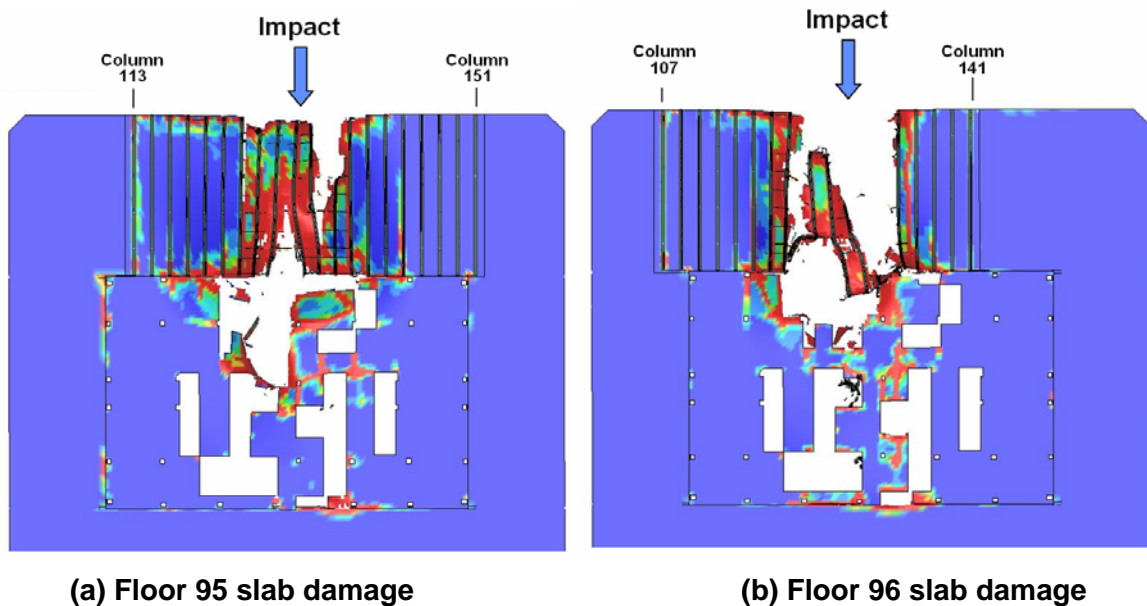 Impact
Column
113
Column
151
(a) Floor 95 slab damage
Impact
Column
107
Column
141
(b) Floor 96 slab damage